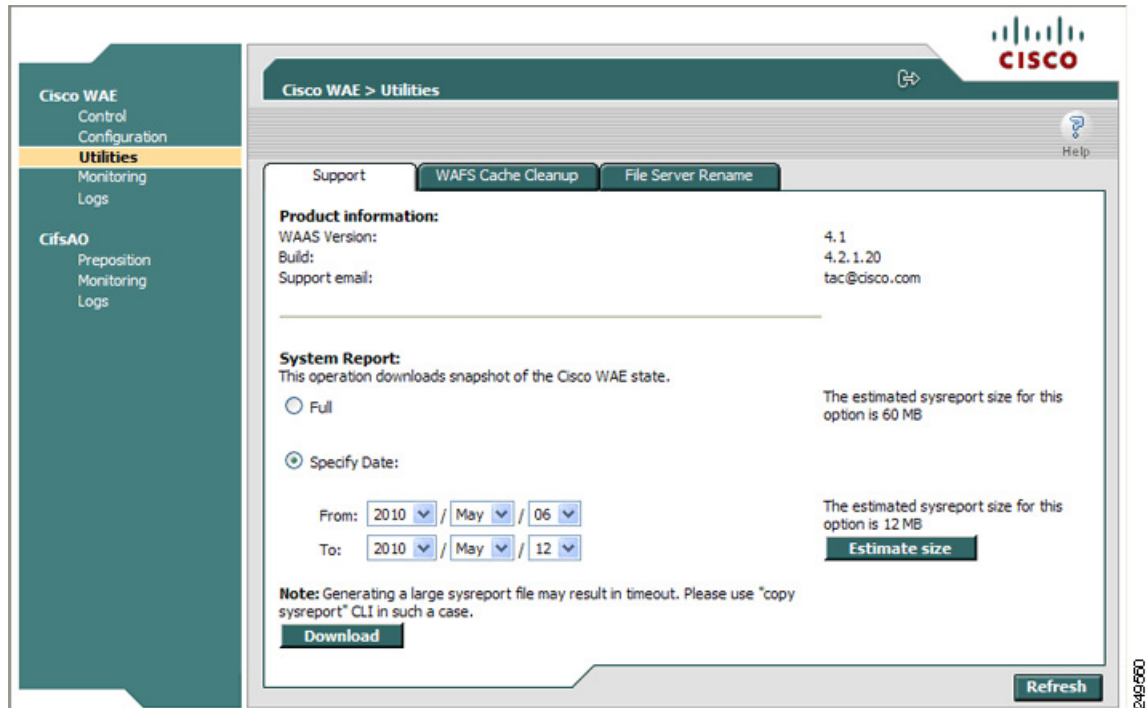 CISCO
Cisco WAE
Control
Configuration
Utilities
Monitoring
Logs
CifsAO
Preposition
Monitoring
Logs
Cisco WAE > Utilities
Help
Support
WAFS Cache Cleanup
File Server Rename
Product information:
WAAS Version: 4.1
Build: 4.2.1.20
Support email: tac@cisco.com
System Report:
This operation downloads snapshot of the Cisco WAE state.
Full
The estimated sysreport size for this
option is 60 MB
Specify Date:
From: 2010 / May / 06
To: 2010 / May / 12
The estimated sysreport size for this
option is 12 MB
Estimate size
Note: Generating a large sysreport file may result in timeout. Please use "copy
sysreport" CLI in such a case.
Download
Refresh
249560